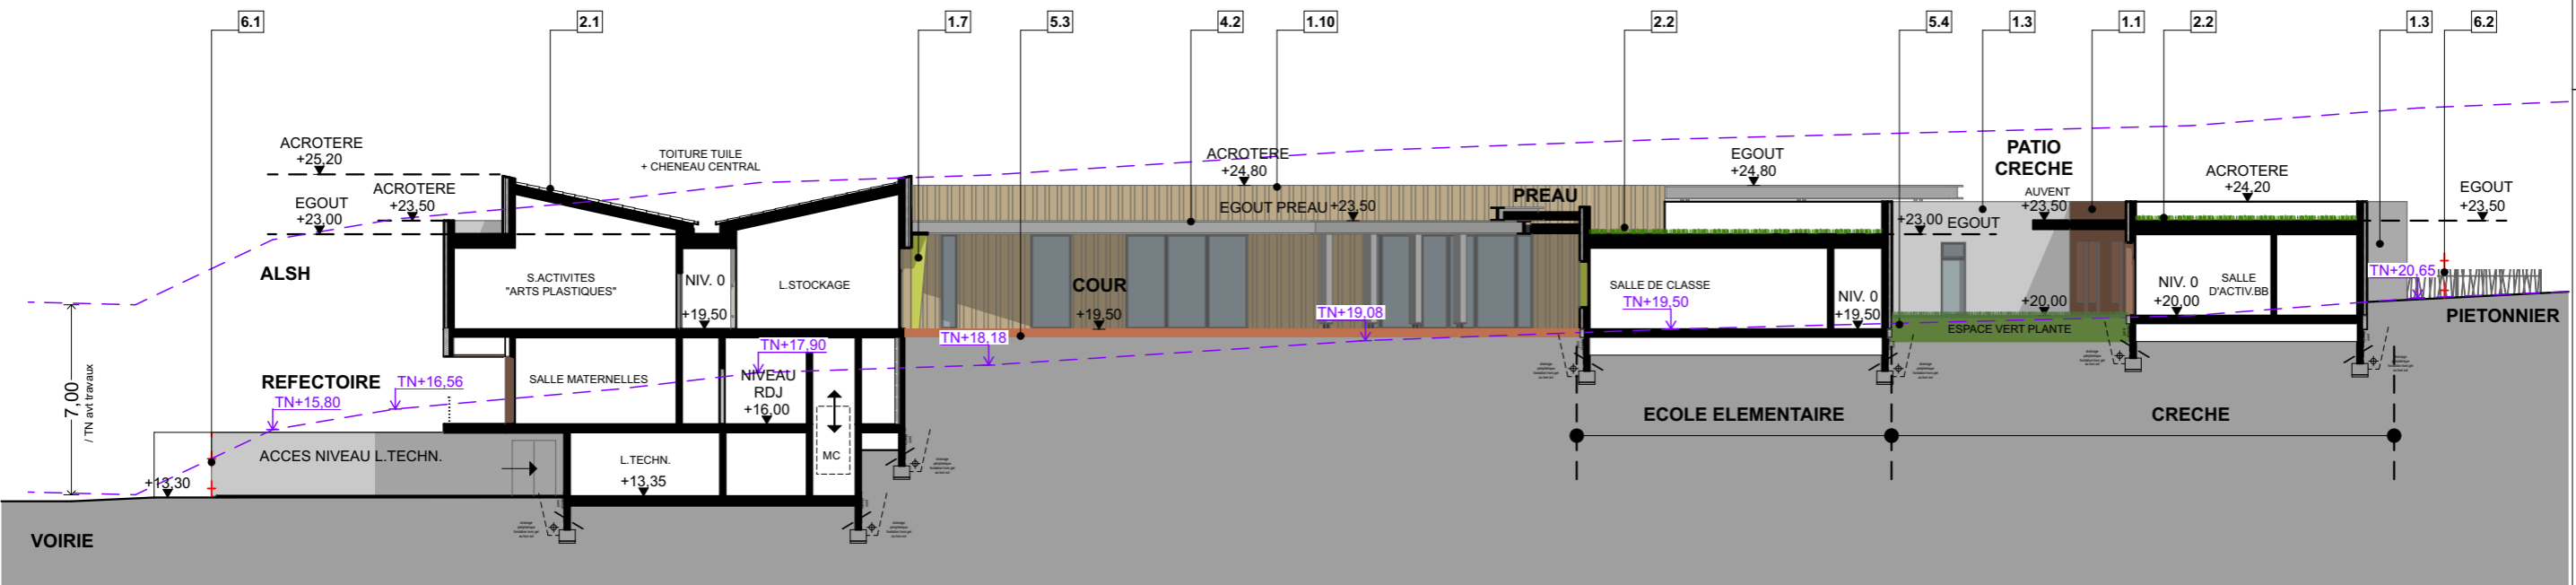 6.1
2.1
1.7
5.3
4.2
1.10
2.2
5.4
1.3
1.1
2.2
1.3
6.2
ACROTERE
+25,20
ACROTERE
+23,50
EGOUT
+23,00
TOITURE TUILE
+ CHENEAU CENTRAL
ACROTERE
+24,80
EGOUT PREAU +23,50
PREAU
EGOUT
+24,80
PATIO
CRECHE
AUVENT
+23,50
+23,00
EGOUT
ACROTERE
+24,20
EGOUT
+23,50
ALSH
S.ACTIVITES
"ARTS PLASTIQUES"
NIV. 0
+19,50
L.STOCKAGE
COUR
+19,50
TN+18,18
TN+19,08
SALLE DE CLASSE
TN+19,50
NIV. 0
+19,50
+20,00
ESPACE VERT PLANTE
NIV. 0
+20,00
SALLE
D'ACTIV.BB
TN+20,65
PIETONNIER
7,00
/ TN avt travaux
REFECTOIRE
TN+15,80
TN+16,56
SALLE MATERNELLES
TN+17,90
NIVEAU
RDJ
+16,00
ECOLE ELEMENTAIRE
CRECHE
ACCES NIVEAU L.TECHN.
+13,30
L.TECHN.
+13,35
MC
VOIRIE